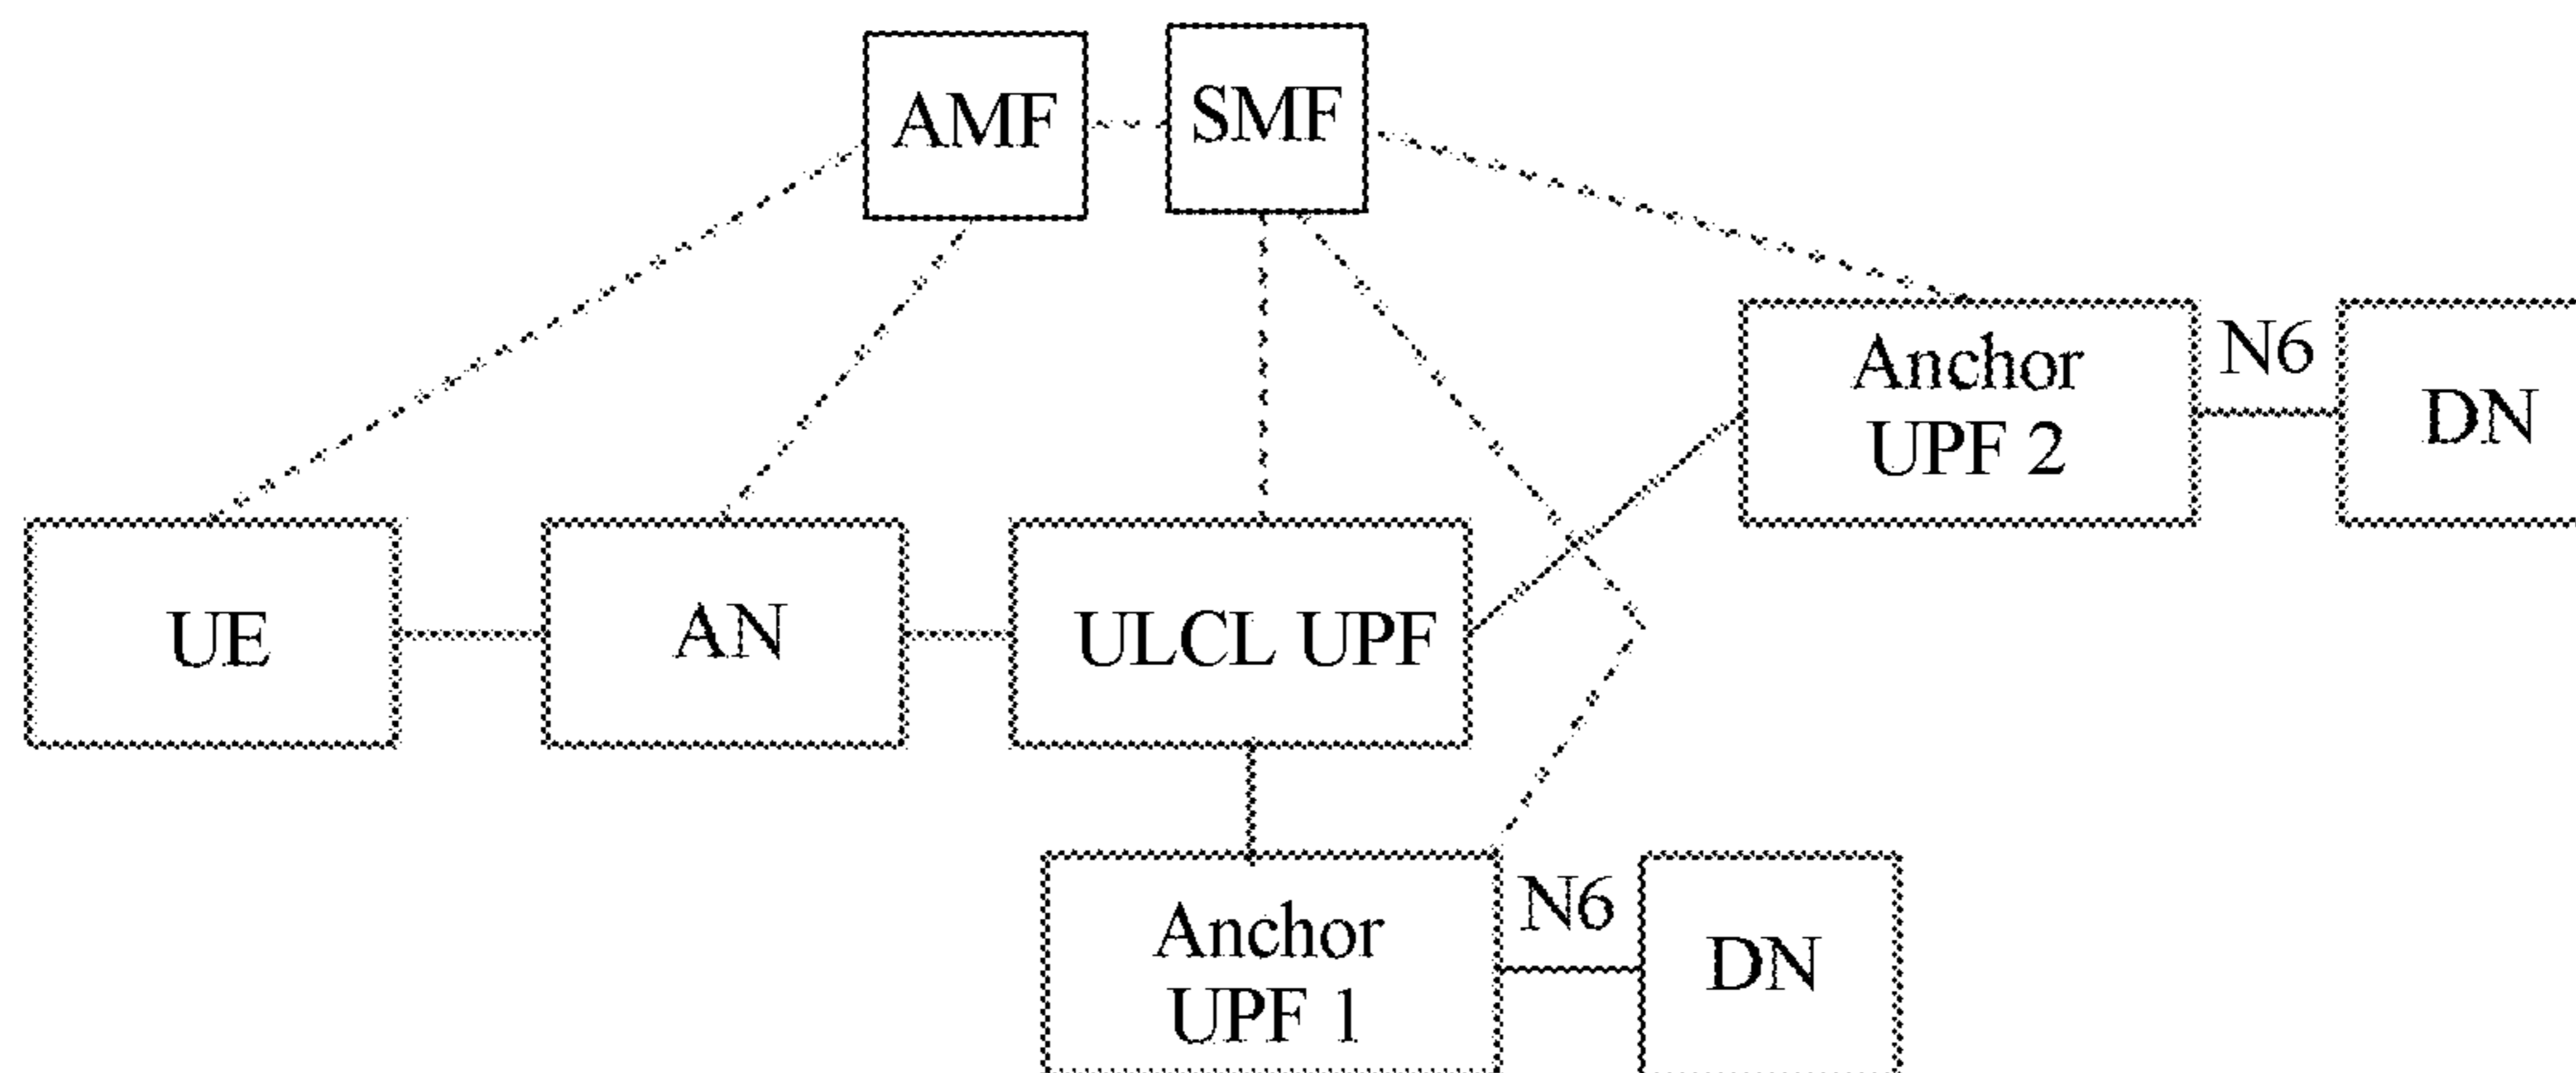 AMF
SMF
Anchor
UPF 2
N6
DN
UE
AN
ULCL UPF
Anchor
UPF 1
N6
DN